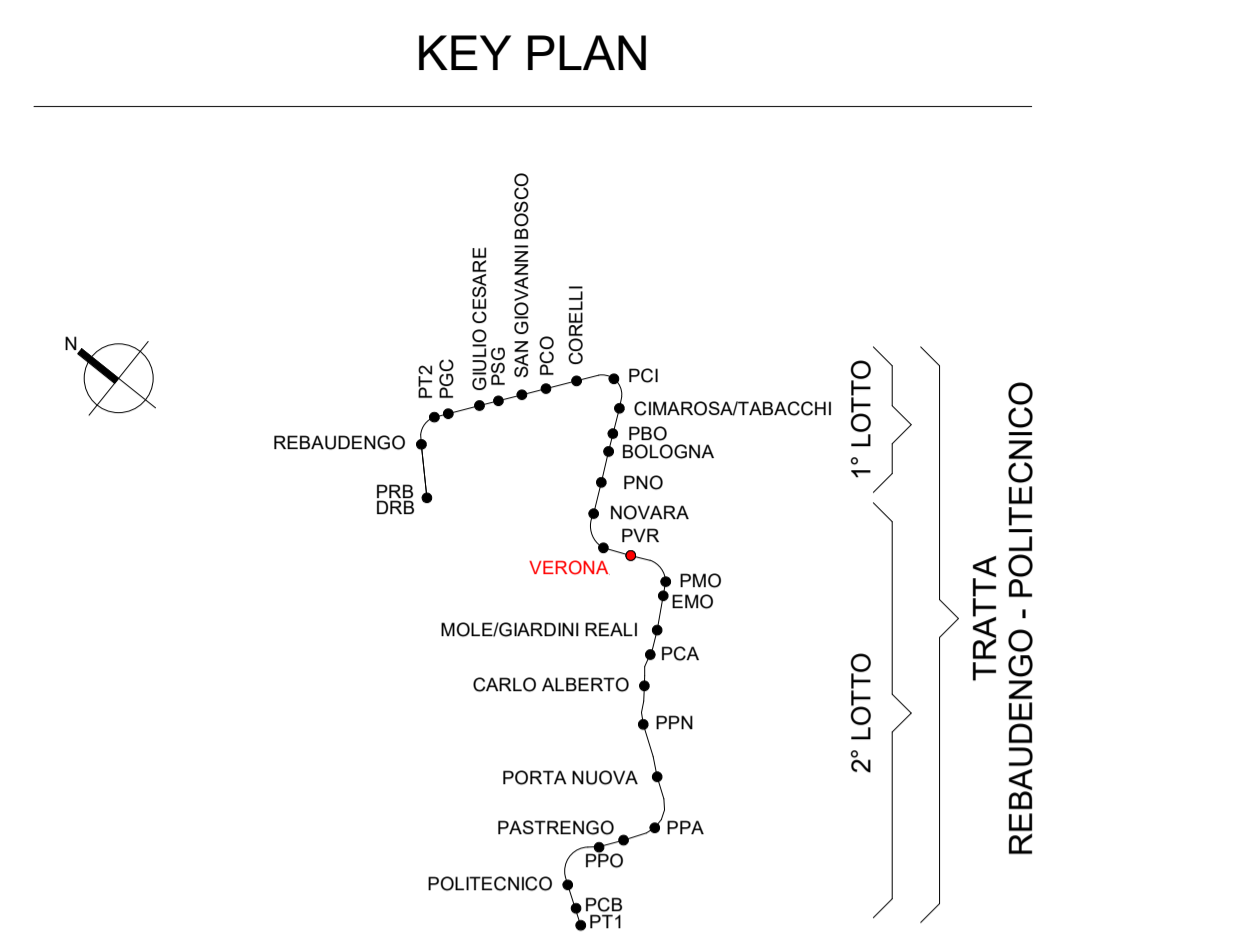 KEY PLAN
N
PT2
PGC
GIULIO CESARE
PSG
SAN GIOVANNI BOSCO
PCO
CORELLI
PCI
CIMAROSA/TABACCHI
REBAUDENGO
PBO
BOLOGNA
PRB
DRB
PNO
NOVARA
PVR
VERONA
PMO
EMO
MOLE/GIARDINI REALI
PCA
CARLO ALBERTO
PPN
PORTA NUOVA
PASTRENGO
PPA
PPO
POLITECNICO
PCB
PT1
1° LOTTO
2° LOTTO
TRATTA
REBAUDENGO - POLITECNICO